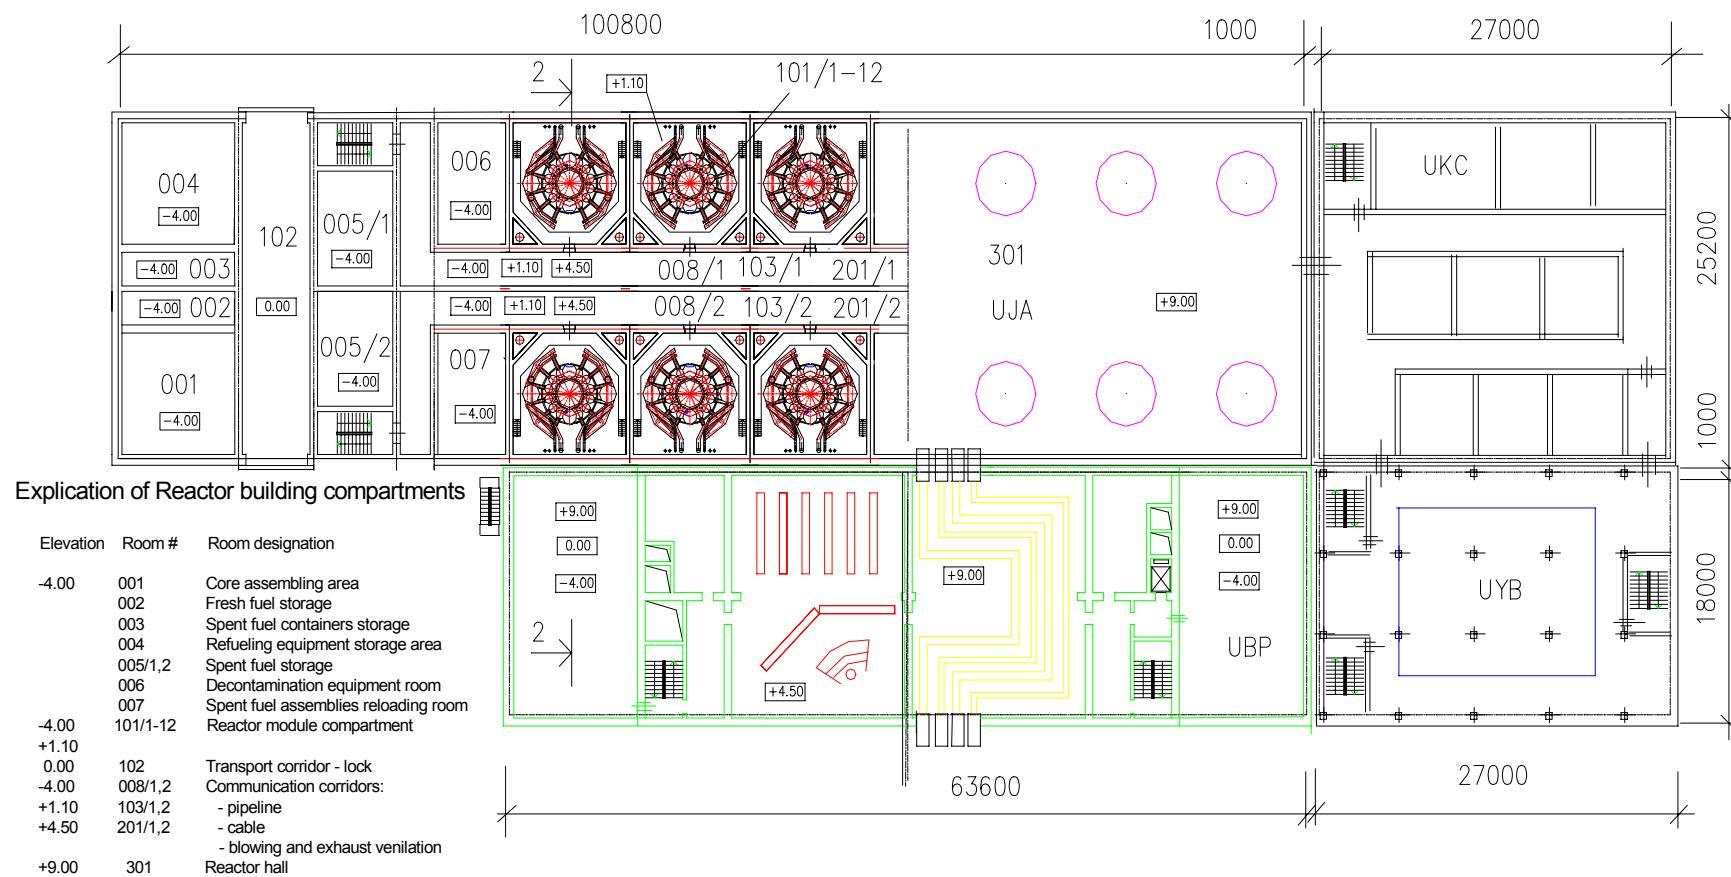 100800
1000
27000
2
+1.10
101/1-12
004
-4.00
102
005/1
-4.00
006
-4.00
UKC
25200
-4.00 003
-4.00
+1.10
+4.50
008/1
103/1
201/1
301
-4.00 002
0.00
-4.00
+1.10
+4.50
008/2
103/2
201/2
UJA
+9.00
001
-4.00
005/2
-4.00
007
-4.00
1000
Explication of Reactor building compartments
Elevation Room # Room designation
-4.00 001 Core assembling area
002 Fresh fuel storage
003 Spent fuel containers storage
004 Refueling equipment storage area
005/1,2 Spent fuel storage
006 Decontamination equipment room
007 Spent fuel assemblies reloading room
-4.00 101/1-12 Reactor module compartment
+1.10
0.00 102 Transport corridor - lock
-4.00 008/1,2 Communication corridors:
+1.10 103/1,2 - pipeline
+4.50 201/1,2 - cable
- blowing and exhaust venilation
+9.00 301 Reactor hall
+9.00
0.00
-4.00
2
+4.50
+9.00
+9.00
0.00
-4.00
UBP
UYB
18000
63600
27000